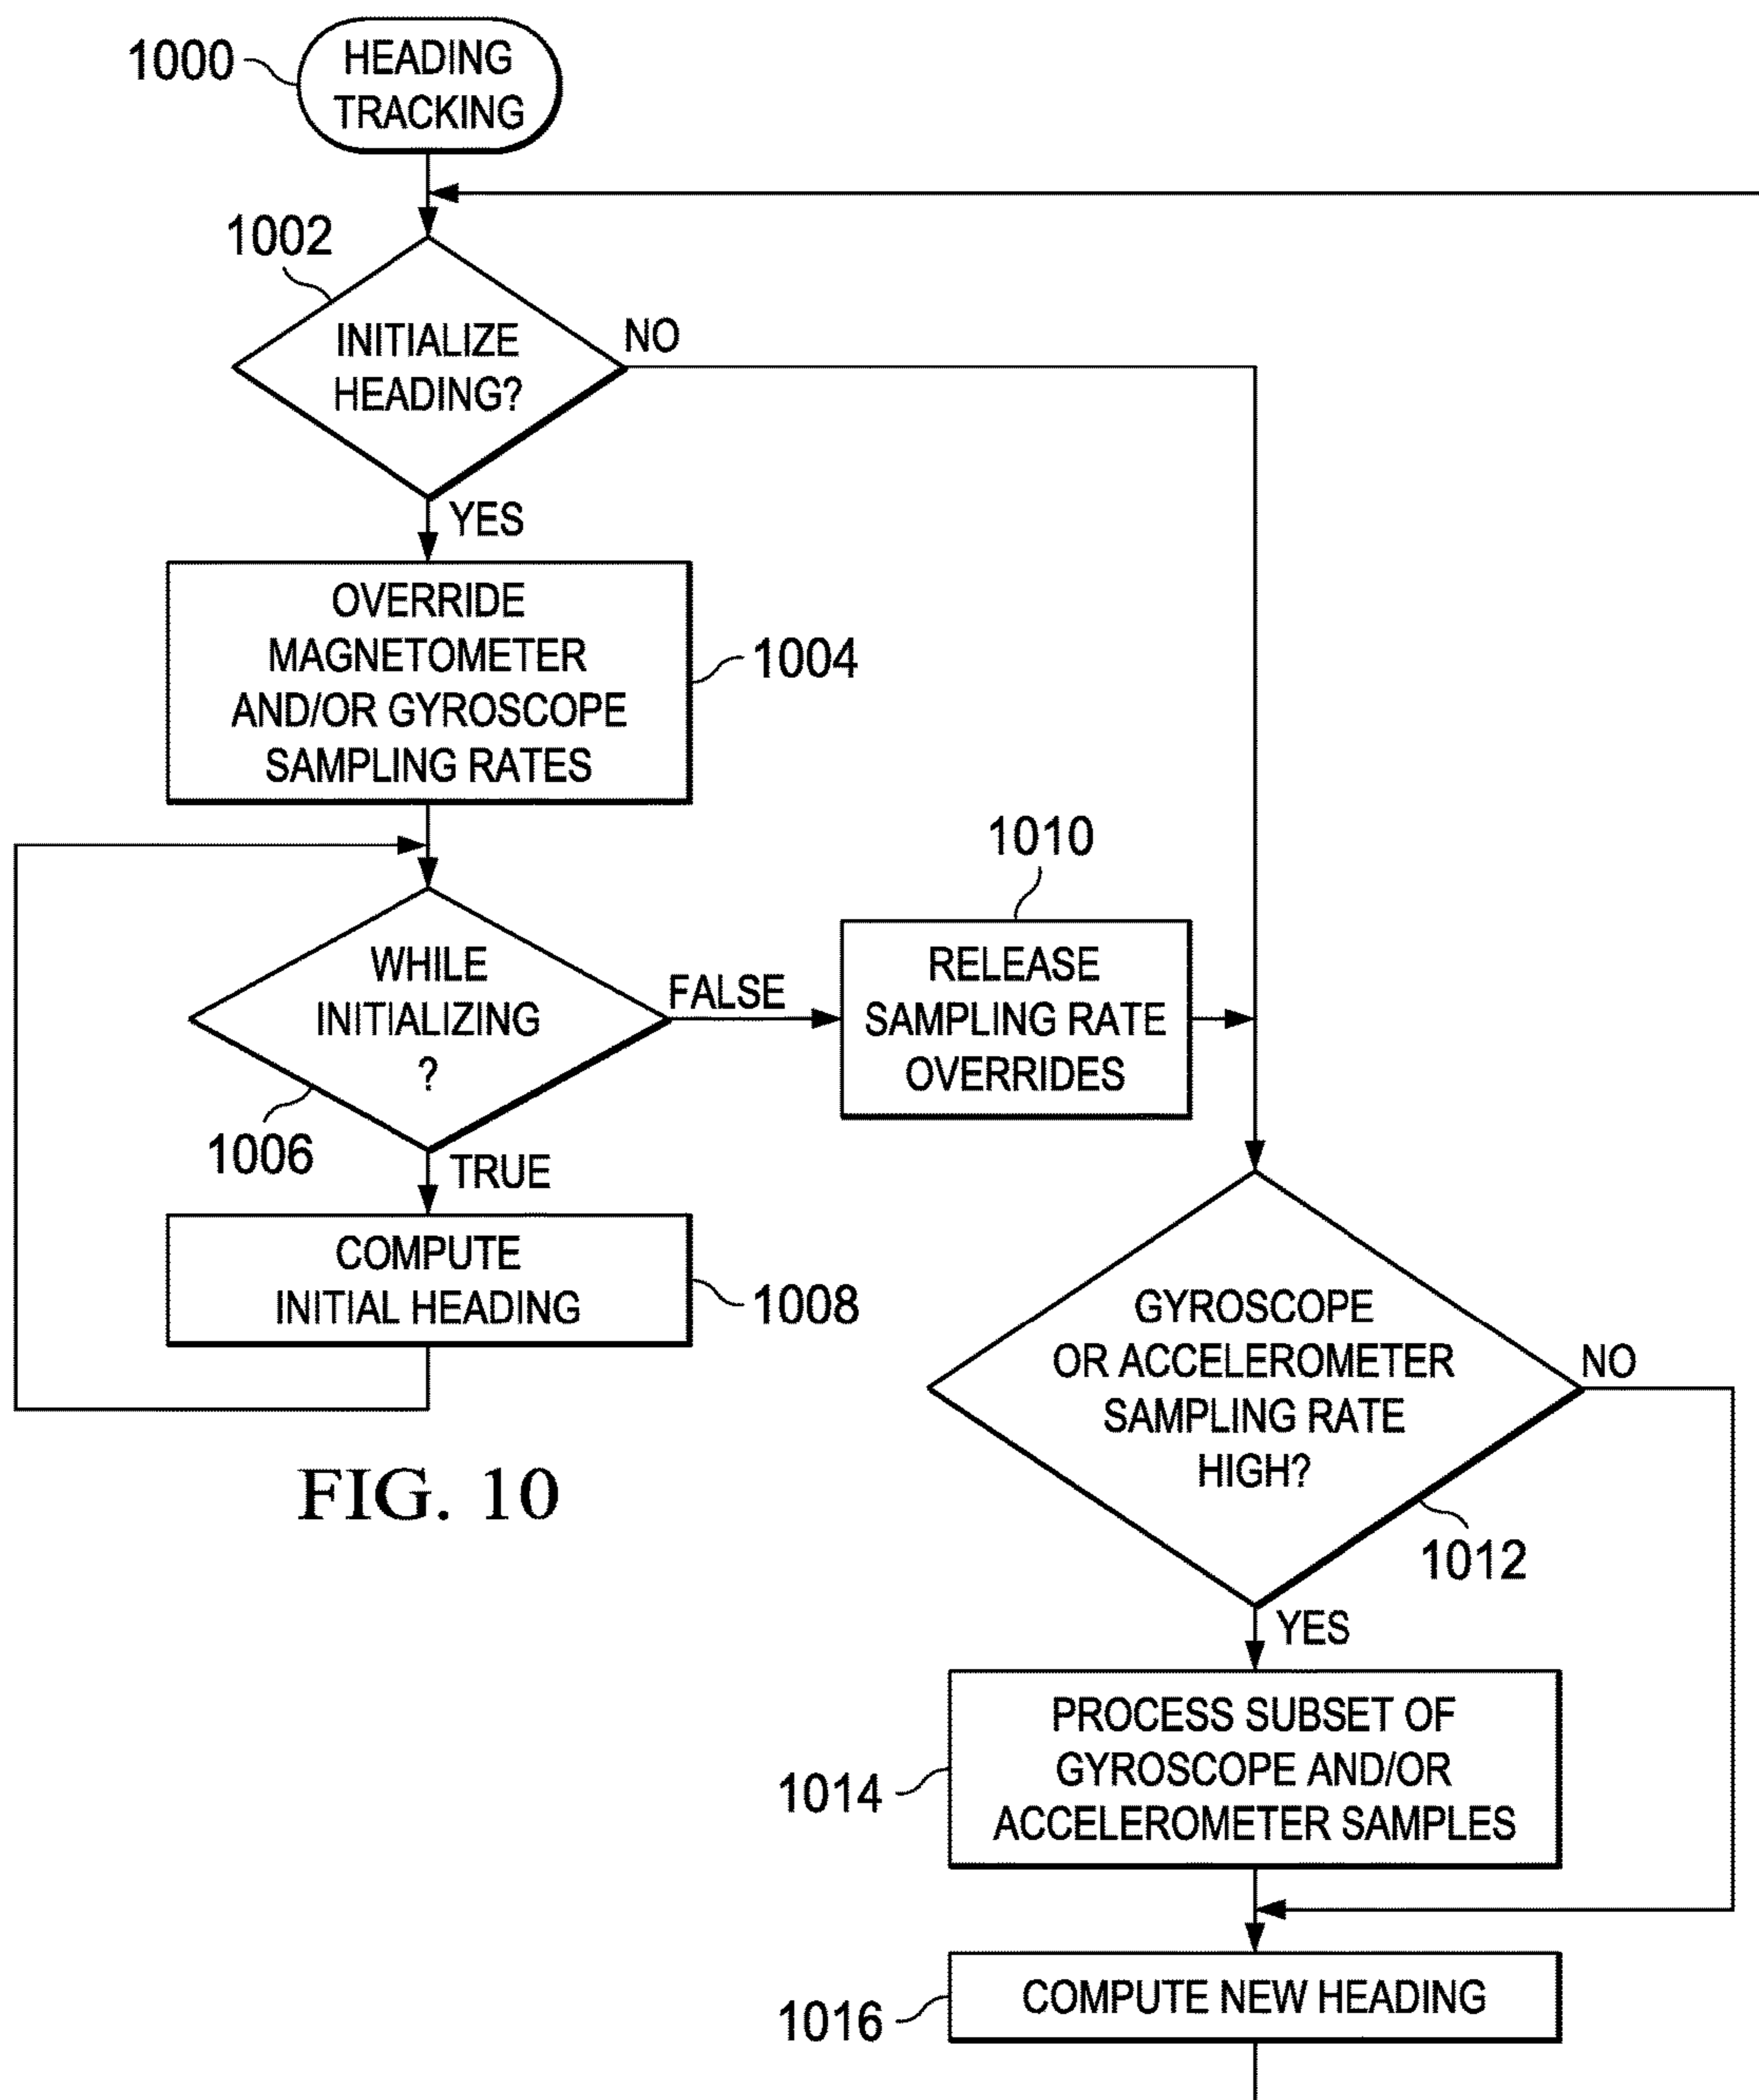 1000
HEADING
TRACKING
1002
INITIALIZE
HEADING?
NO
YES
OVERRIDE
MAGNETOMETER
AND/OR GYROSCOPE
SAMPLING RATES
1004
WHILE
INITIALIZING
?
1006
FALSE
TRUE
1010
RELEASE
SAMPLING RATE
OVERRIDES
COMPUTE
INITIAL HEADING
1008
GYROSCOPE
OR ACCELEROMETER
SAMPLING RATE
HIGH?
NO
1012
YES
FIG. 10
PROCESS SUBSET OF
GYROSCOPE AND/OR
ACCELEROMETER SAMPLES
1014
COMPUTE NEW HEADING
1016